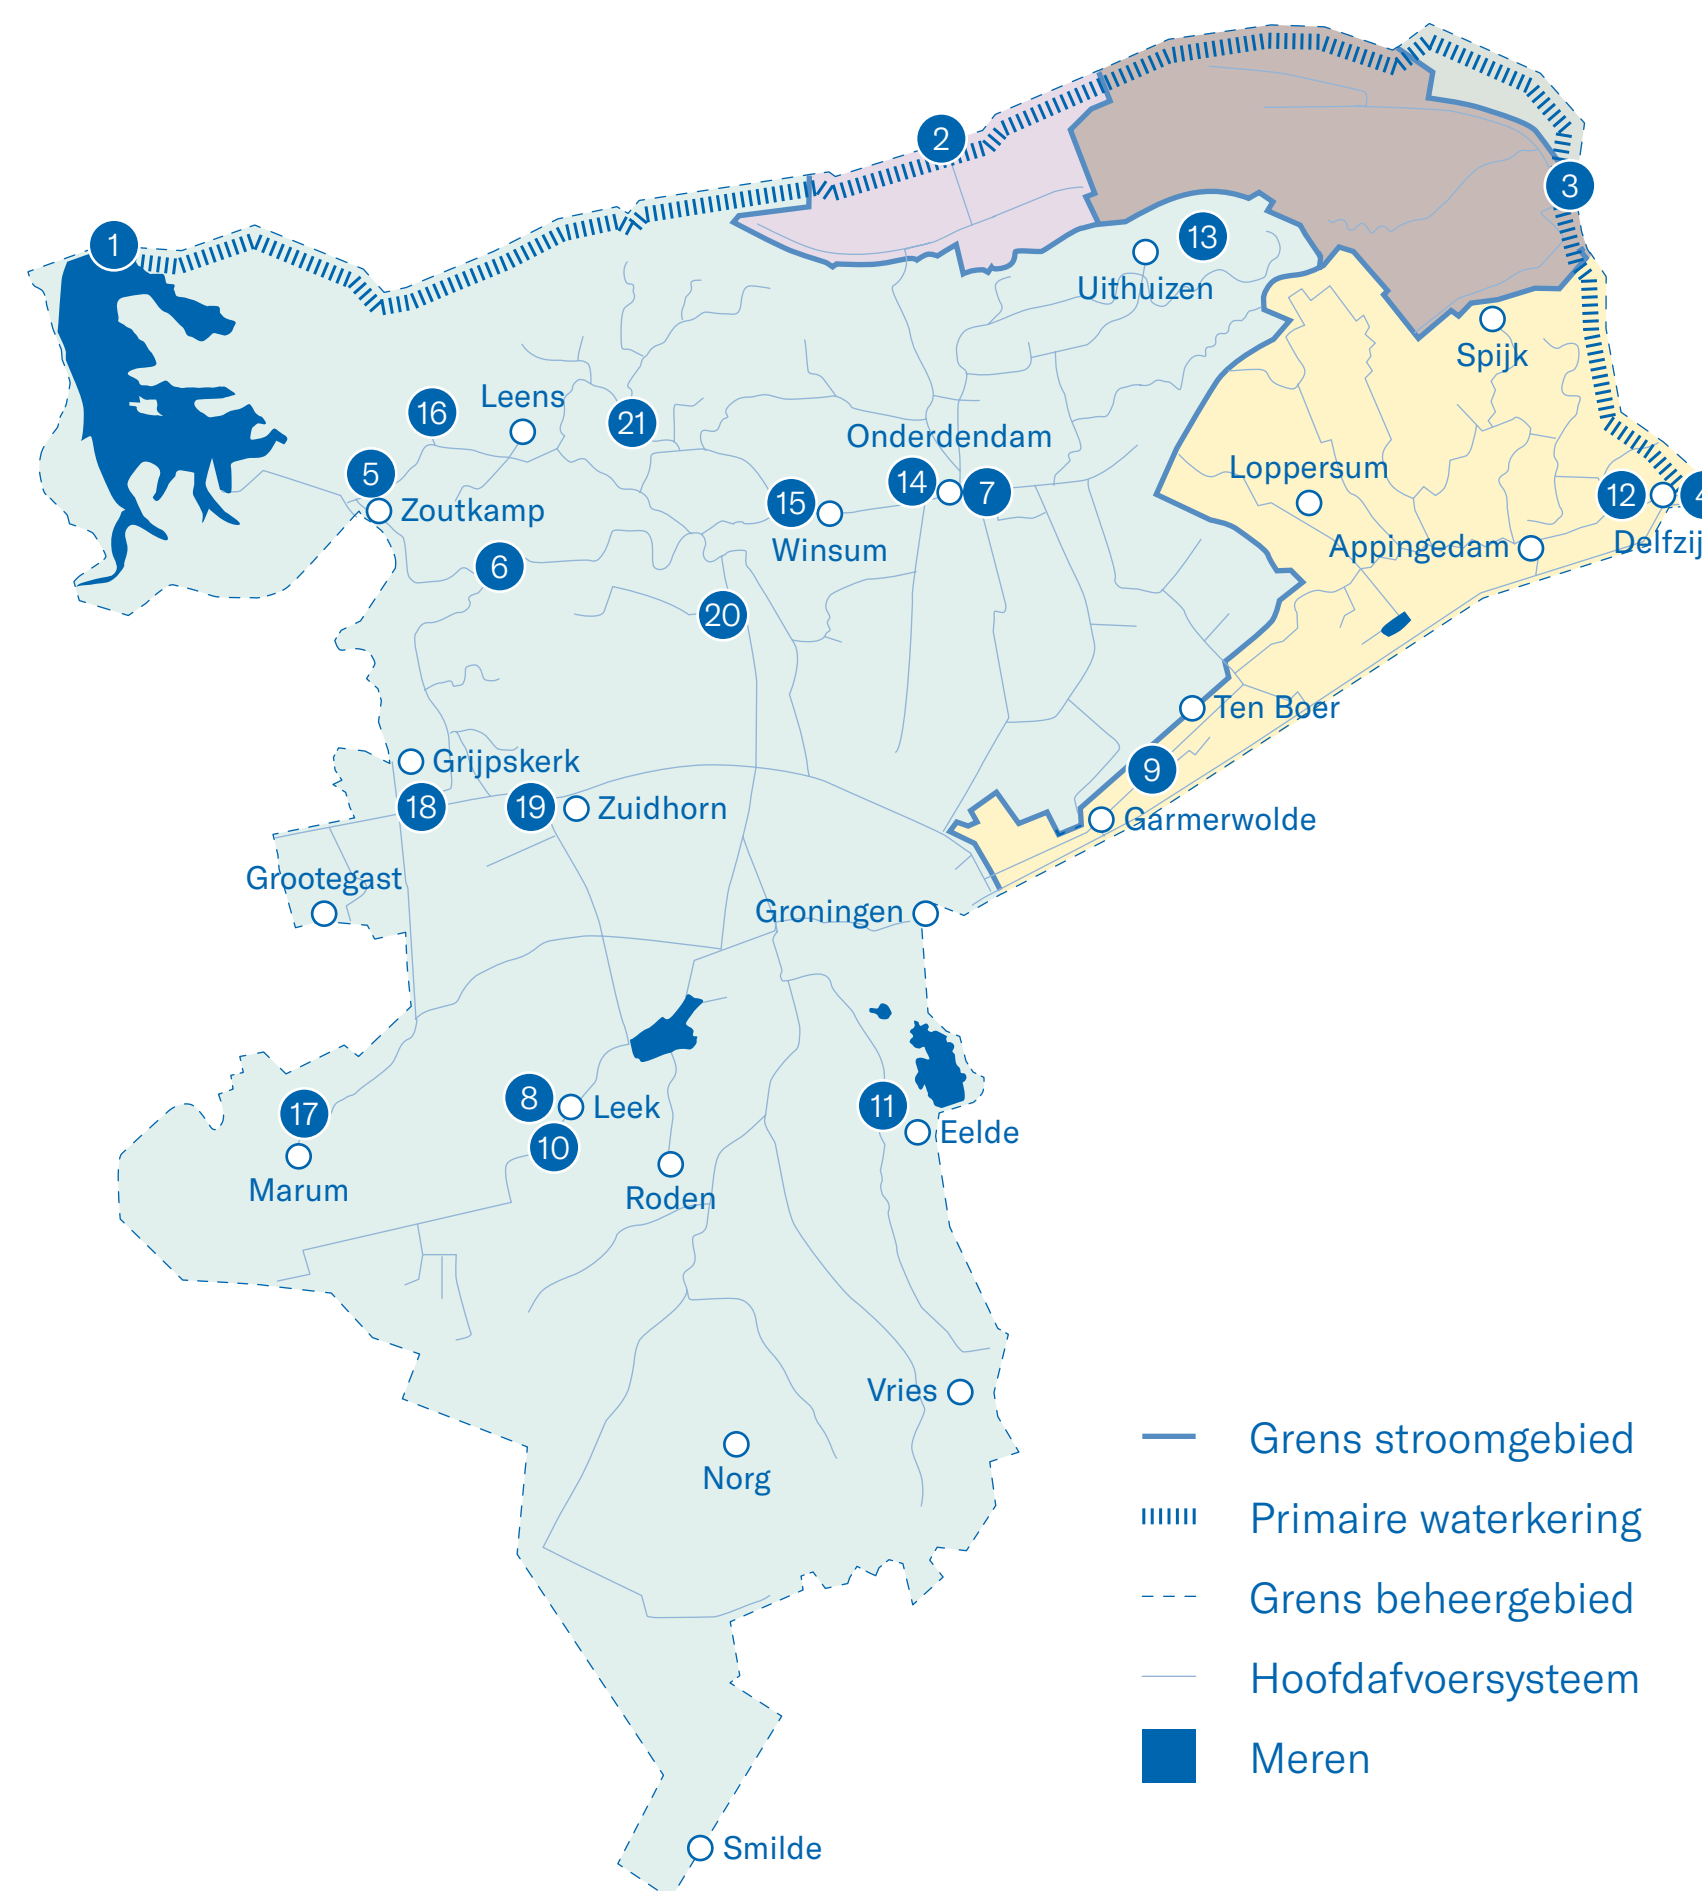 2
3
1
13
Uithuizen
Spijk
16
Leens
21
Onderdendam
5
Zoutkamp
15
Winsum
14
7
Loppersum
12
4
Appingedam
Delfzij
6
20
Ten Boer
Grijpskerk
18
19
Zuidhorn
9
Garmerwolde
Grootegast
Groningen
17
Marum
8
Leek
10
Roden
11
Eelde
Vries
Norg
Smilde
Grens stroomgebied
Primaire waterkering
Grens beheergebied
Hoofdafvoersysteem
Meren